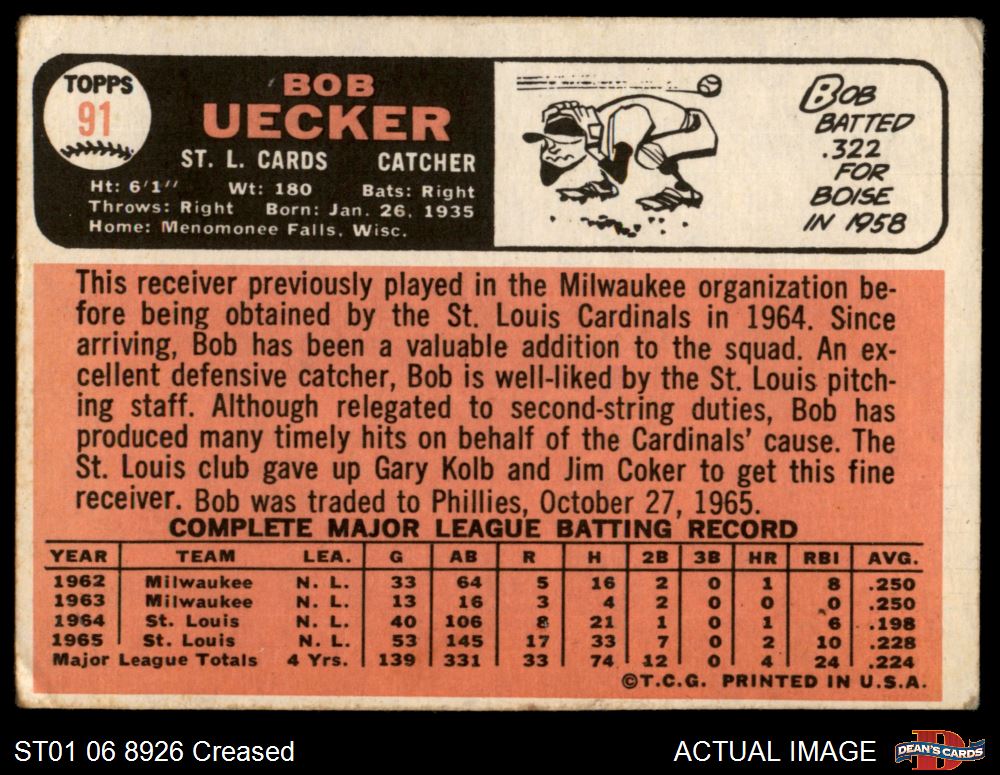 TOPPS
91
BOB
UECKER
ST. L. CARDS CATCHER
Ht: 6'1" Wt: 180 Bats: Right
Throws: Right Born: Jan. 26, 1935
Home: Menomonee Falls, Wisc.
BOB
BATTED
.322
FOR
BOISE
IN 1958
This receiver previously played in the Milwaukee organization be-
fore being obtained by the St. Louis Cardinals in 1964. Since
arriving, Bob has been a valuable addition to the squad. An ex-
cellent defensive catcher, Bob is well-liked by the St. Louis pitch-
ing staff. Although relegated to second-string duties, Bob has
produced many timely hits on behalf of the Cardinals' cause. The
St. Louis club gave up Gary Kolb and Jim Coker to get this fine
receiver. Bob was traded to Phillies, October 27, 1965.
COMPLETE MAJOR LEAGUE BATTING RECORD
YEAR TEAM LEA. G AB R H 2B 3B HR RBI AVG.
1962 Milwaukee N. L. 33 64 5 16 2 0 1 8 .250
1963 Milwaukee N. L. 13 16 3 4 2 0 0 0 .250
1964 St. Louis N. L. 40 106 8 21 1 0 1 6 .198
1965 St. Louis N. L. 53 145 17 33 7 0 2 10 .228
Major League Totals 4 Yrs. 139 331 33 74 12 0 4 24 .224
©T.C.G. PRINTED IN U.S.A.
ST01 06 8926 Creased
ACTUAL IMAGE
D
DEAN'S CARDS